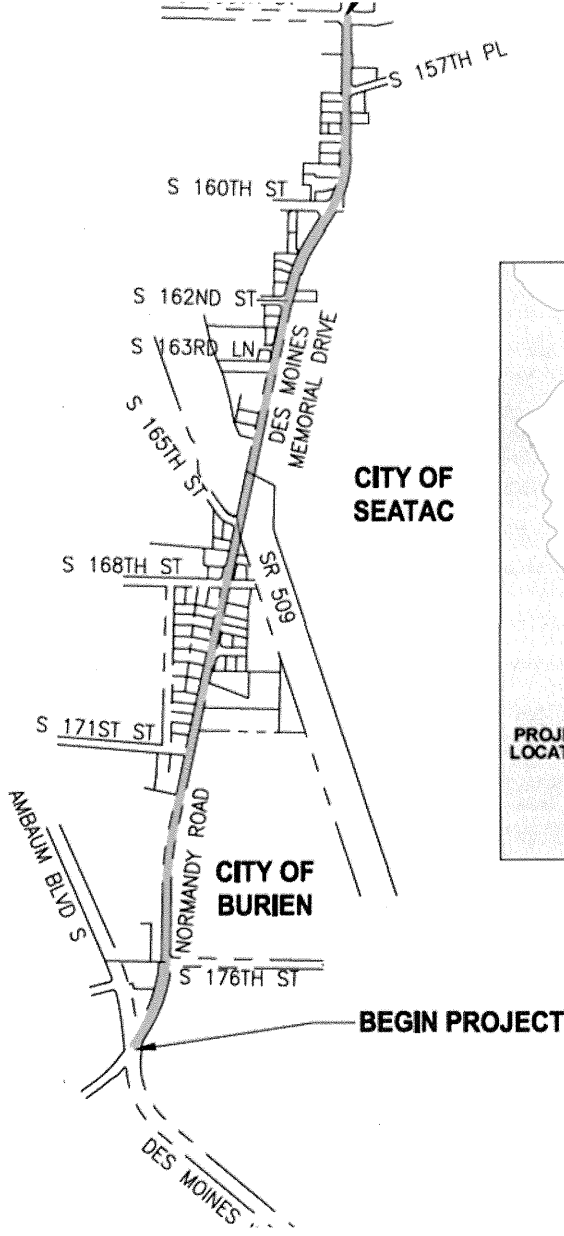 S 157TH PL
S 160TH ST
S 162ND ST
S 163RD LN
DES MOINES
MEMORIAL DRIVE
S 165TH ST
CITY OF
SEATAC
S 168TH ST
SR 509
S 171ST ST
AMBAUM BLVD S
NORMANDY ROAD
CITY OF
BURIEN
S 176TH ST
BEGIN PROJECT
DES MOINES